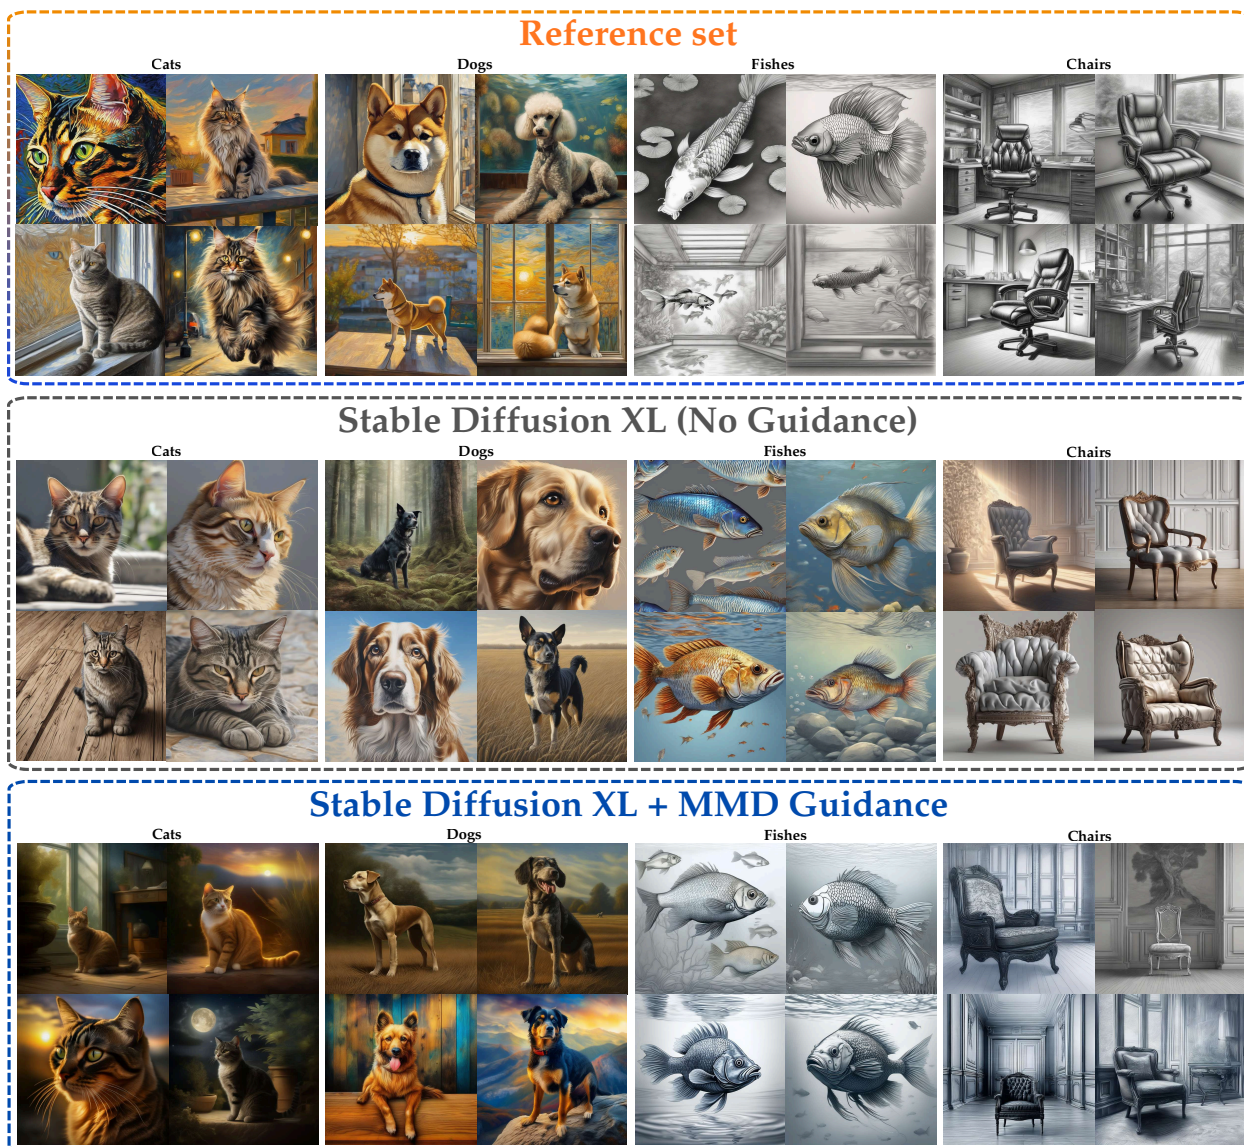 Reference set
Cats
Dogs
Fishes
Chairs
Stable Diffusion XL (No Guidance)
Cats
Dogs
Fishes
Chairs
Stable Diffusion XL + MMD Guidance
Cats
Dogs
Fishes
Chairs